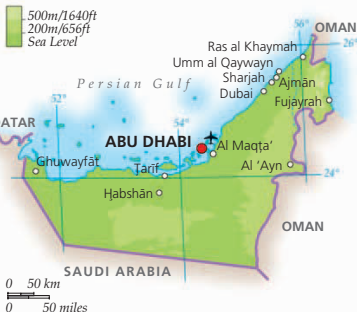 500m/1640ft
200m/656ft
Sea Level
56°
OMAN
26°
Ras al Khaymah
Umm al Qaywayn
Sharjah
Ajmān
Dubai
Fujayrah
Persian Gulf
52°
54°
ATAR
ABU DHABI
Al Maqţa‘
Ghuwayfāt
Ţarīf
Al ‘Ayn
24°
Ḩabshān
OMAN
SAUDI ARABIA
0 50 km
0 50 miles